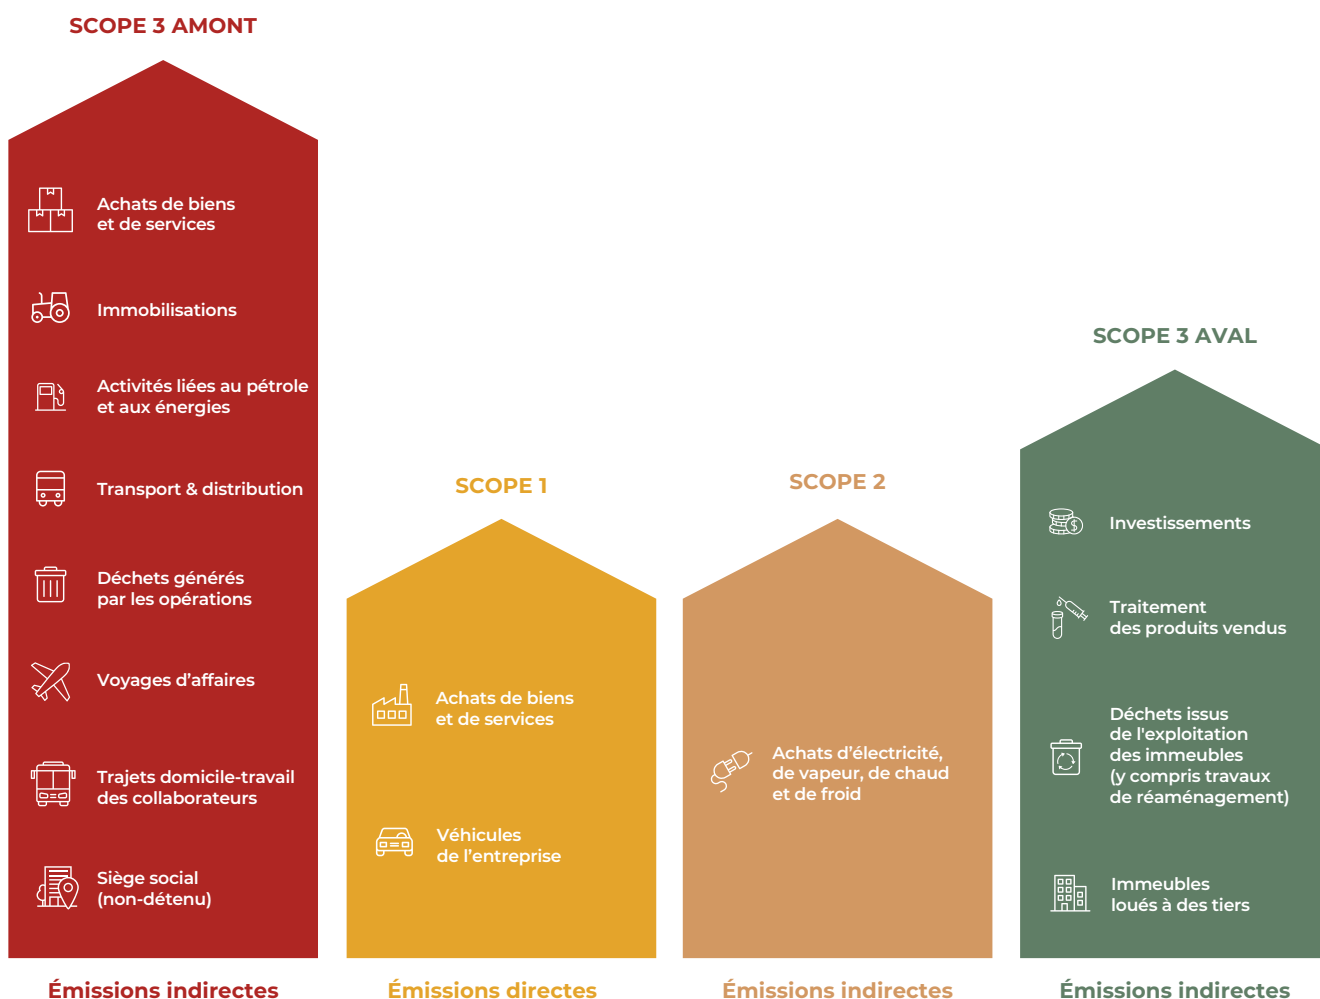 SCOPE 3 AMONT
Achats de biens
et de services
Immobilisations
Activités liées au pétrole
et aux énergies
Transport & distribution
Déchets générés
par les opérations
Voyages d’affaires
Trajets domicile-travail
des collaborateurs
Siège social
(non-détenu)
Émissions indirectes
SCOPE 1
Achats de biens
et de services
Véhicules
de l’entreprise
Émissions directes
SCOPE 2
Achats d’électricité,
de vapeur, de chaud
et de froid
Émissions indirectes
SCOPE 3 AVAL
$
Investissements
Traitement
des produits vendus
Déchets issus
de l'exploitation
des immeubles
(y compris travaux
de réaménagement)
Immeubles
loués à des tiers
Émissions indirectes